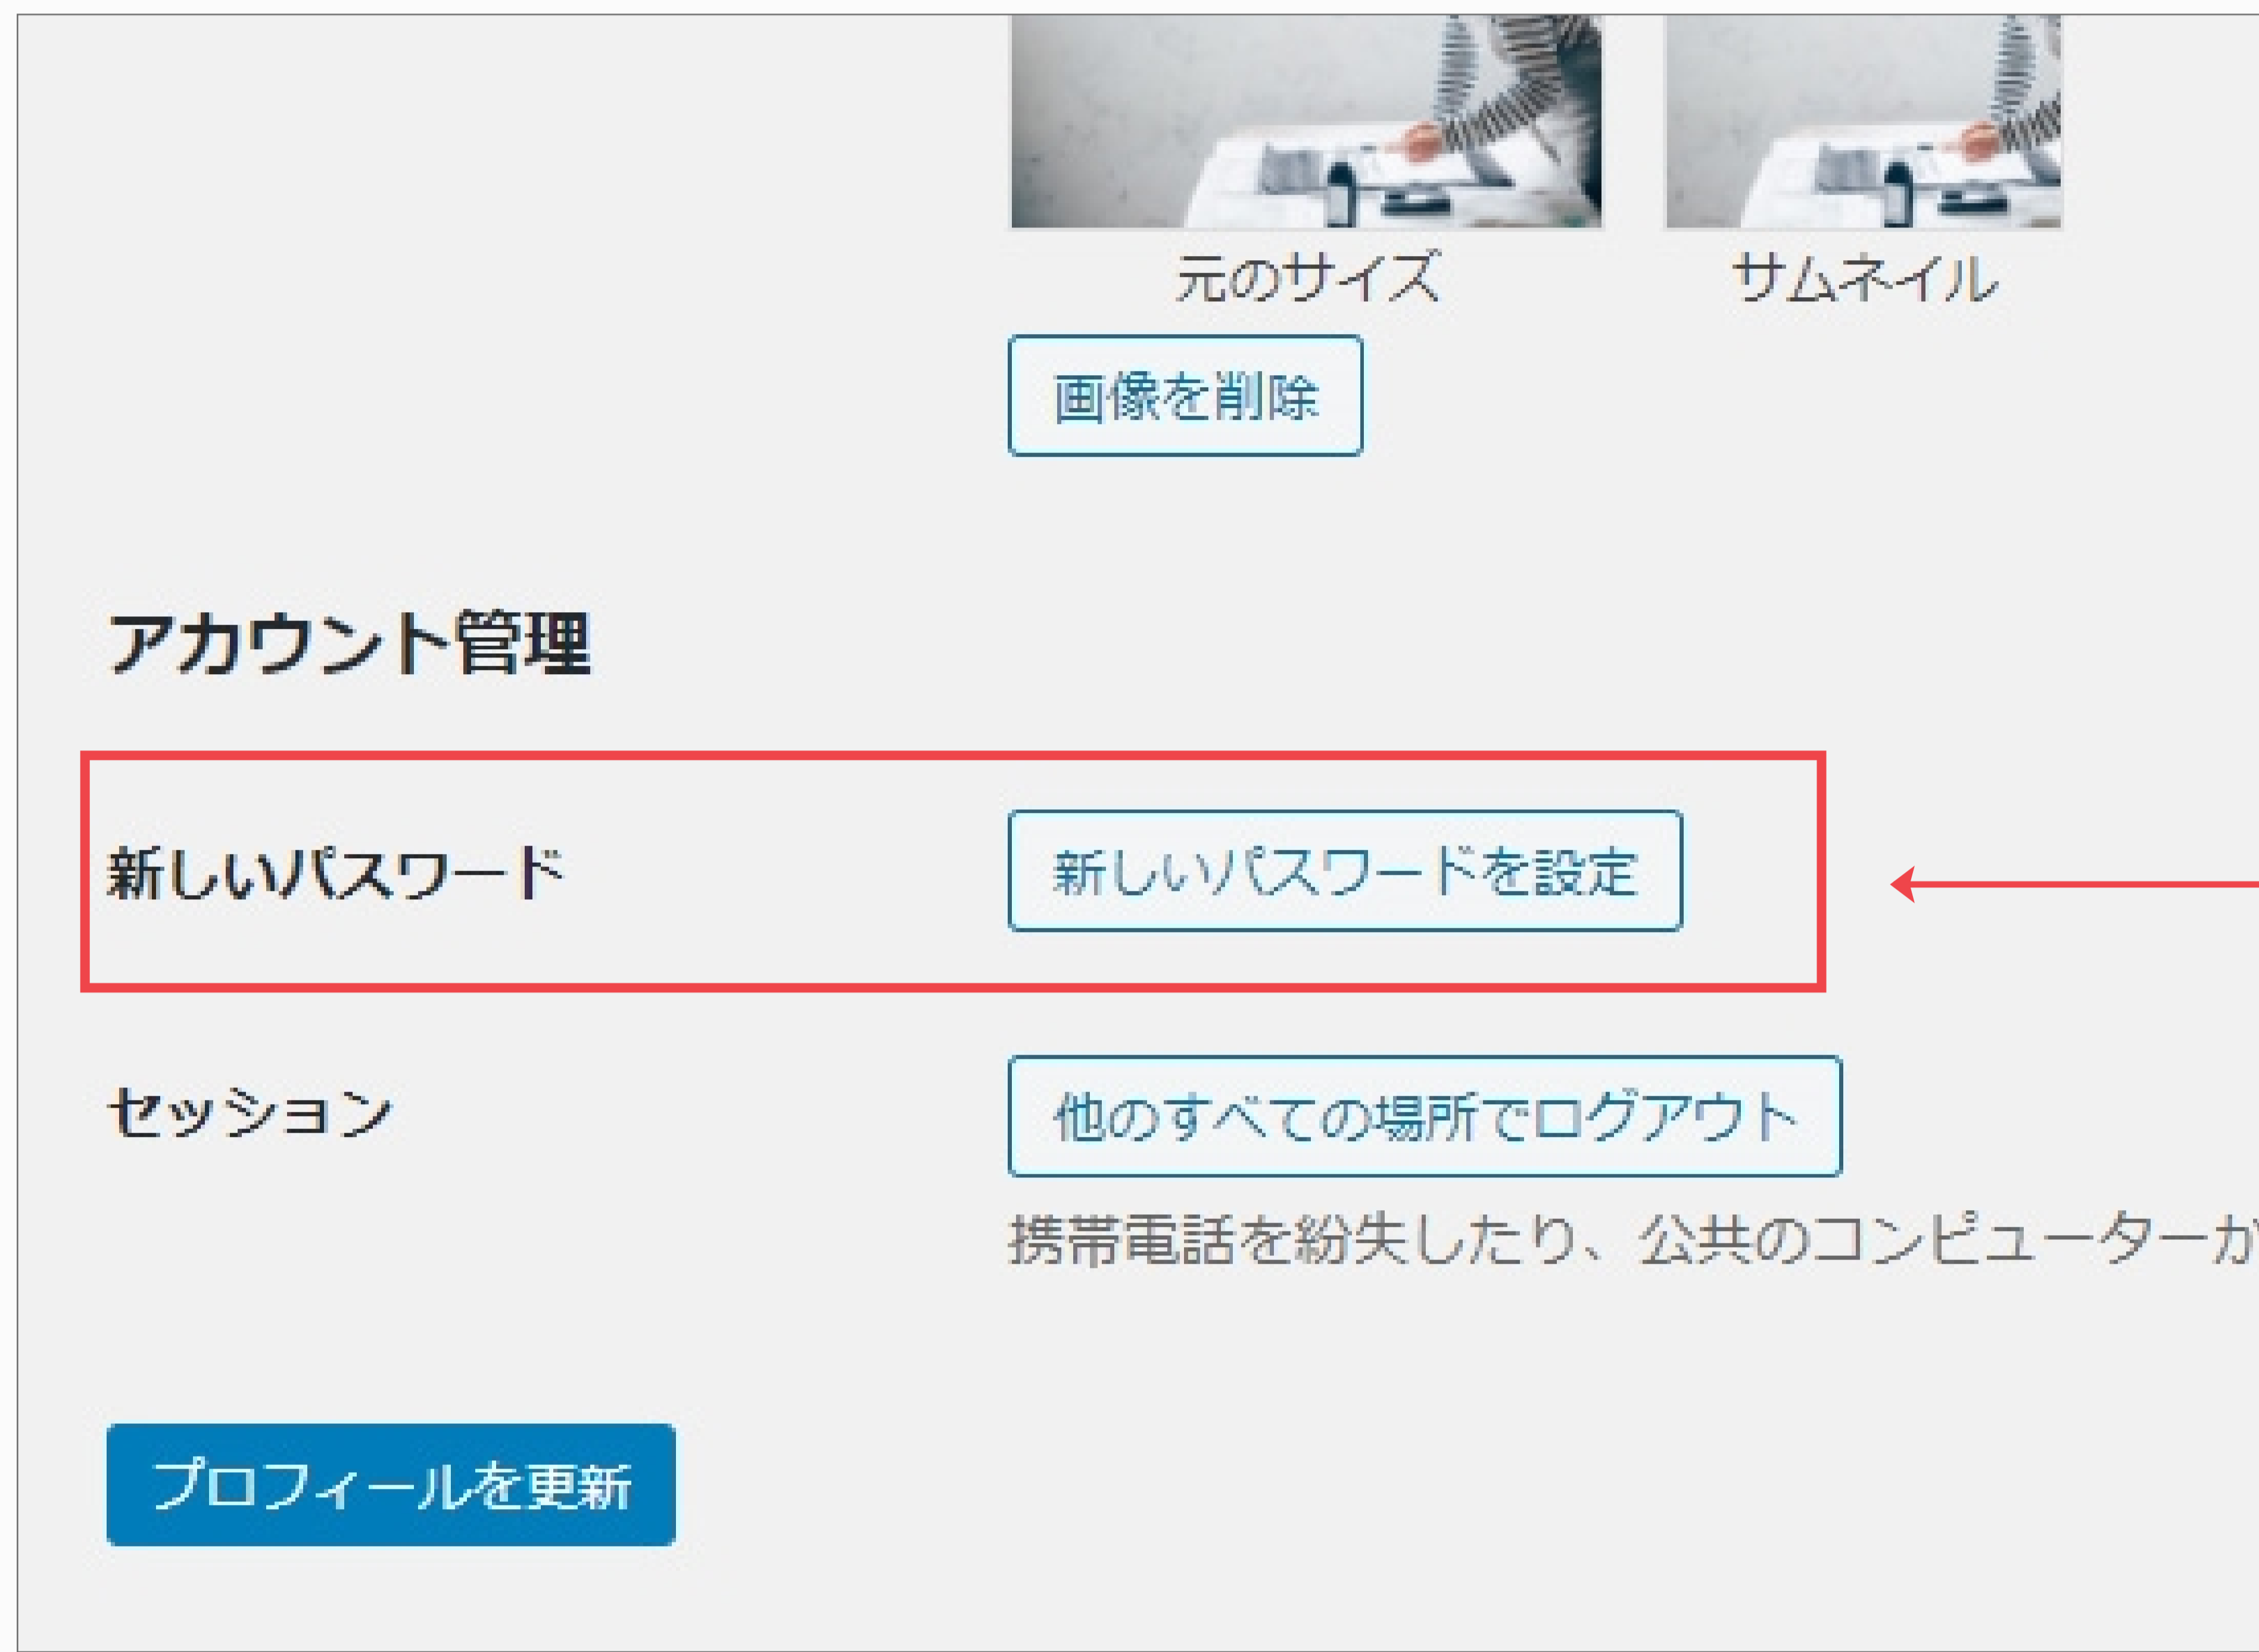 元のサイズ サムネイル
画像を削除
アカウント管理
新しいパスワード 新しいパスワードを設定
セッション 他のすべての場所でログアウト
携帯電話を紛失したり、公共のコンピューターか
プロフィールを更新